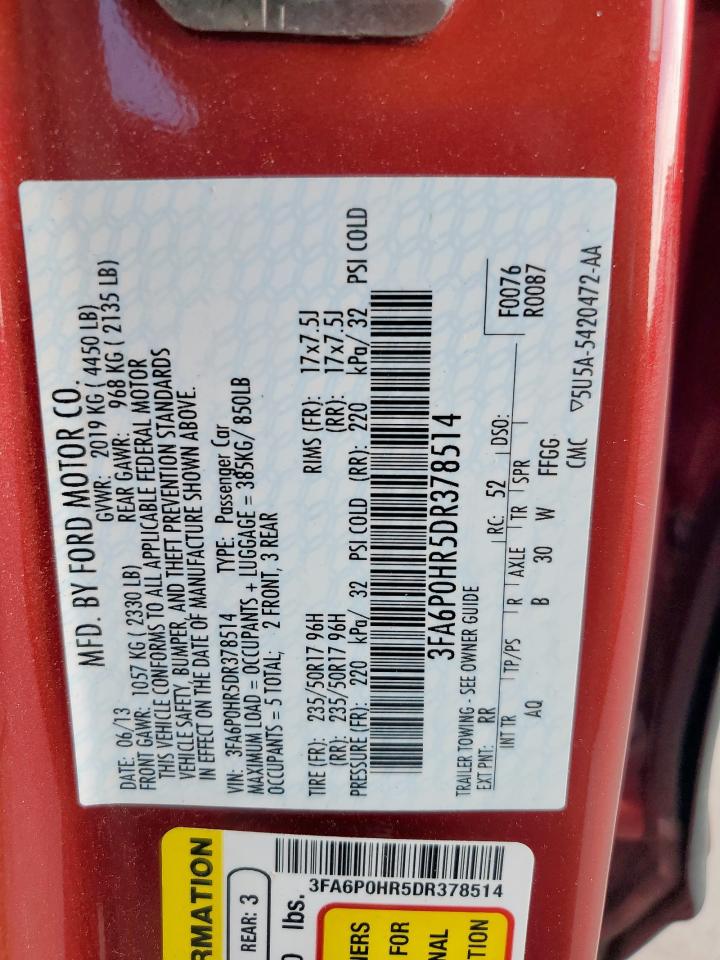 MFD. BY FORD MOTOR CO.
DATE: 06/13 GVWR: 2019 KG ( 4450 LB)
FRONT GAWR: 1057 KG ( 2330 LB) REAR GAWR: 968 KG ( 2135 LB)
THIS VEHICLE CONFORMS TO ALL APPLICABLE FEDERAL MOTOR
VEHICLE SAFETY, BUMPER, AND THEFT PREVENTION STANDARDS
IN EFFECT ON THE DATE OF MANUFACTURE SHOWN ABOVE.
VIN: 3FA6P0HR5DR378514 TYPE: Passenger Car
MAXIMUM LOAD = OCCUPANTS + LUGGAGE = 385KG/ 850LB
OCCUPANTS = 5 TOTAL; 2 FRONT, 3 REAR
TIRE (FR): 235/50R17 96H RIMS (FR): 17x7.5J
(RR): 235/50R17 96H (RR): 17x7.5J
PRESSURE (FR): 220 kPa/ 32 PSI COLD (RR): 220 kPa/ 32 PSI COLD
3FA6P0HR5DR378514
TRAILER TOWING - SEE OWNER GUIDE
EXT PNT: RR RC: 52 DSO: F0076
R0087
INT TR TP/PS R AXLE TR SPR
AQ B 30 W FFGG
CMC ▽5U5A-5420472-AA
RMATION
REAR: 3
0 lbs.
3FA6P0HR5DR378514
HERS
FOR
NAL
TION